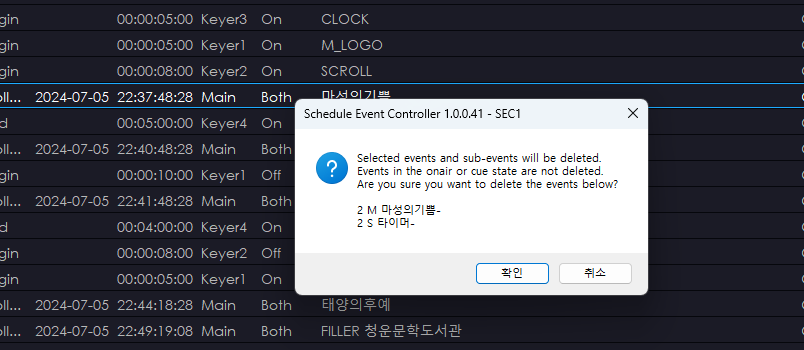 gin 00:00:05:00 Keyer3 On CLOCK
gin 00:00:05:00 Keyer1 On M_LOGO
gin 00:00:08:00 Keyer2 On SCROLL
oll... 2024-07-05 22:37:48:28 Main Both 마성의기쁨
Schedule Event Controller 1.0.0.41 - SEC1
d 00:05:00:00 Keyer4 On
oll... 2024-07-05 22:40:48:28 Main Both
Selected events and sub-events will be deleted.
Events in the onair or cue state are not deleted.
gin 00:00:10:00 Keyer1 Off
Are you sure you want to delete the events below?
oll... 2024-07-05 22:41:48:28 Main Both
2 M 마성의기쁨-
2 S 타이머-
d 00:04:00:00 Keyer4 On
gin 00:00:08:00 Keyer2 Off
gin 00:00:05:00 Keyer1 On
확인 취소
oll... 2024-07-05 22:44:18:28 Main Both 태양의후예
oll... 2024-07-05 22:49:19:08 Main Both FILLER 청운문학도서관